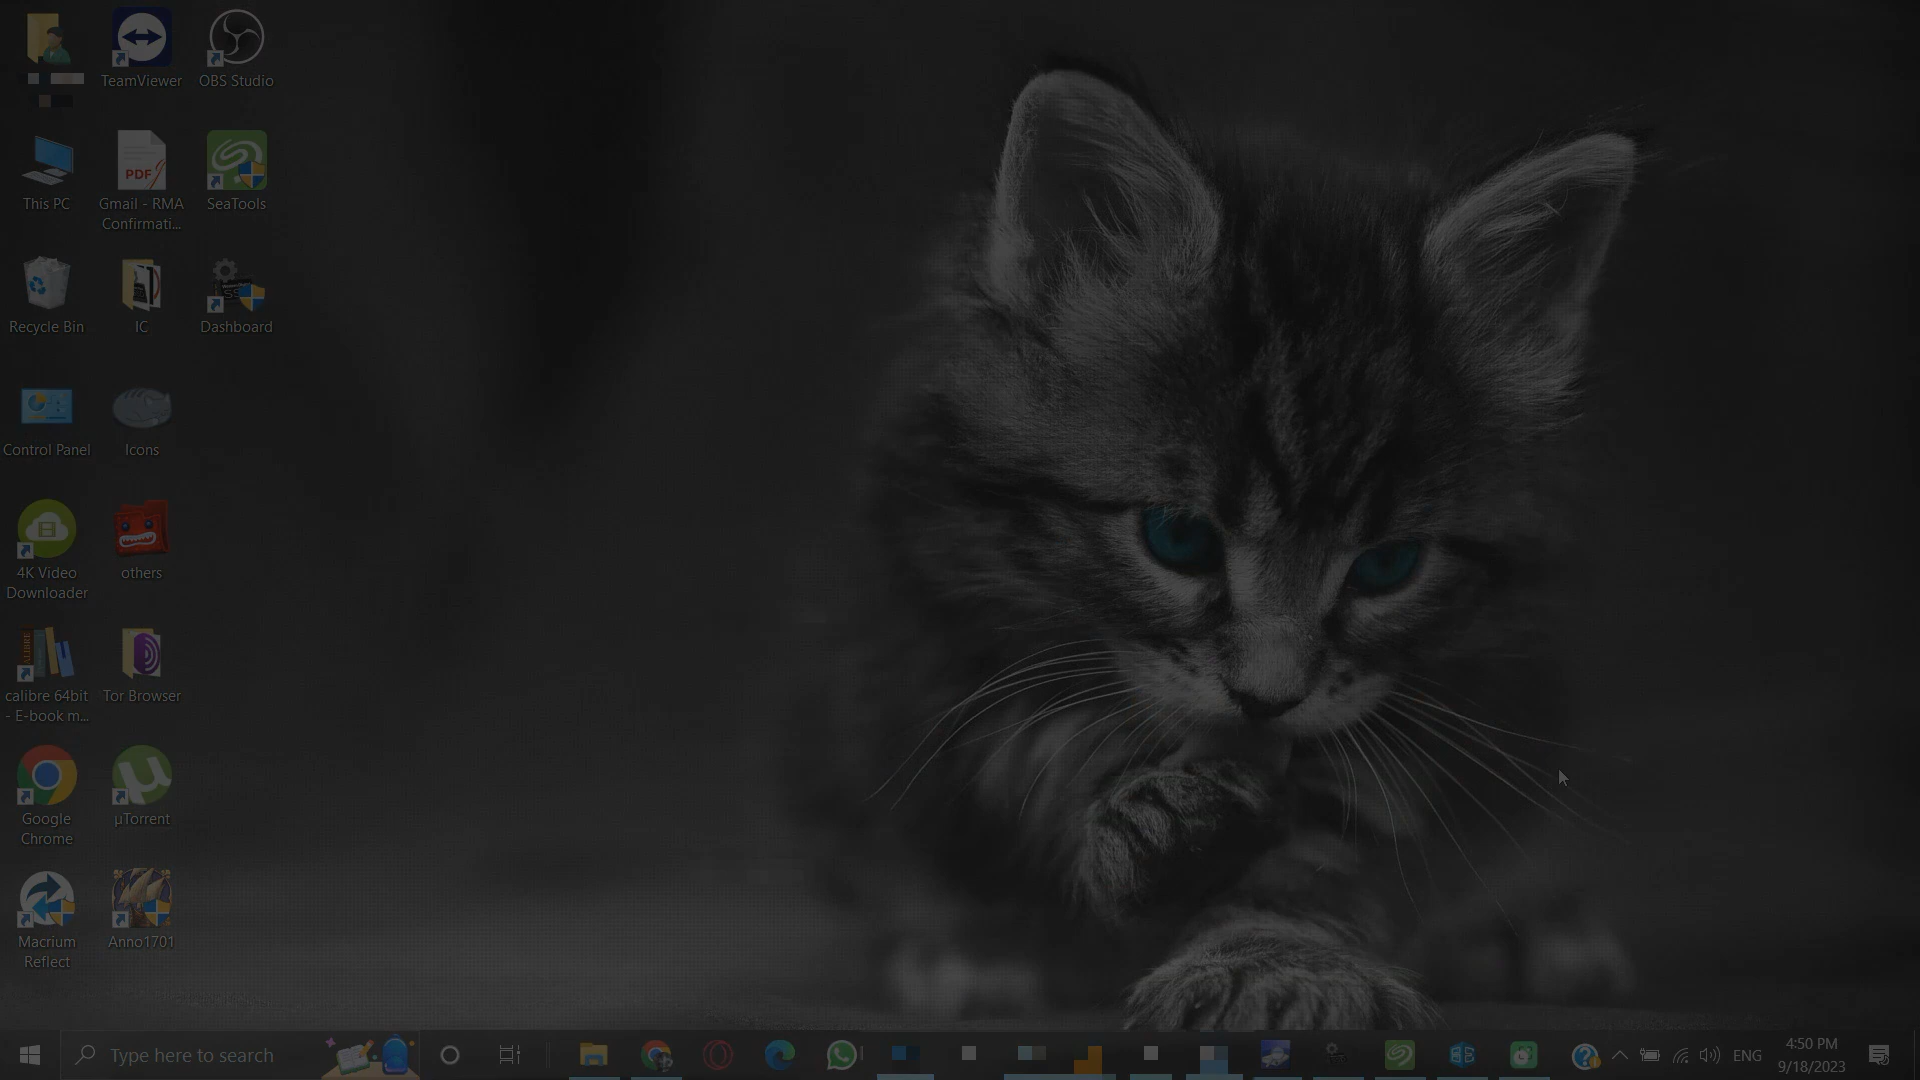 TeamViewer
OBS Studio
This PC
PDF
Gmail - RMA
Confirmati...
SeaTools
Recycle Bin
IC
Dashboard
Control Panel
Icons
4K Video
Downloader
others
CALIBRE
calibre 64bit
- E-book m...
Tor Browser
Google
Chrome
µTorrent
Macrium
Reflect
Anno1701
Type here to search
ENG
4:50 PM
9/18/2023